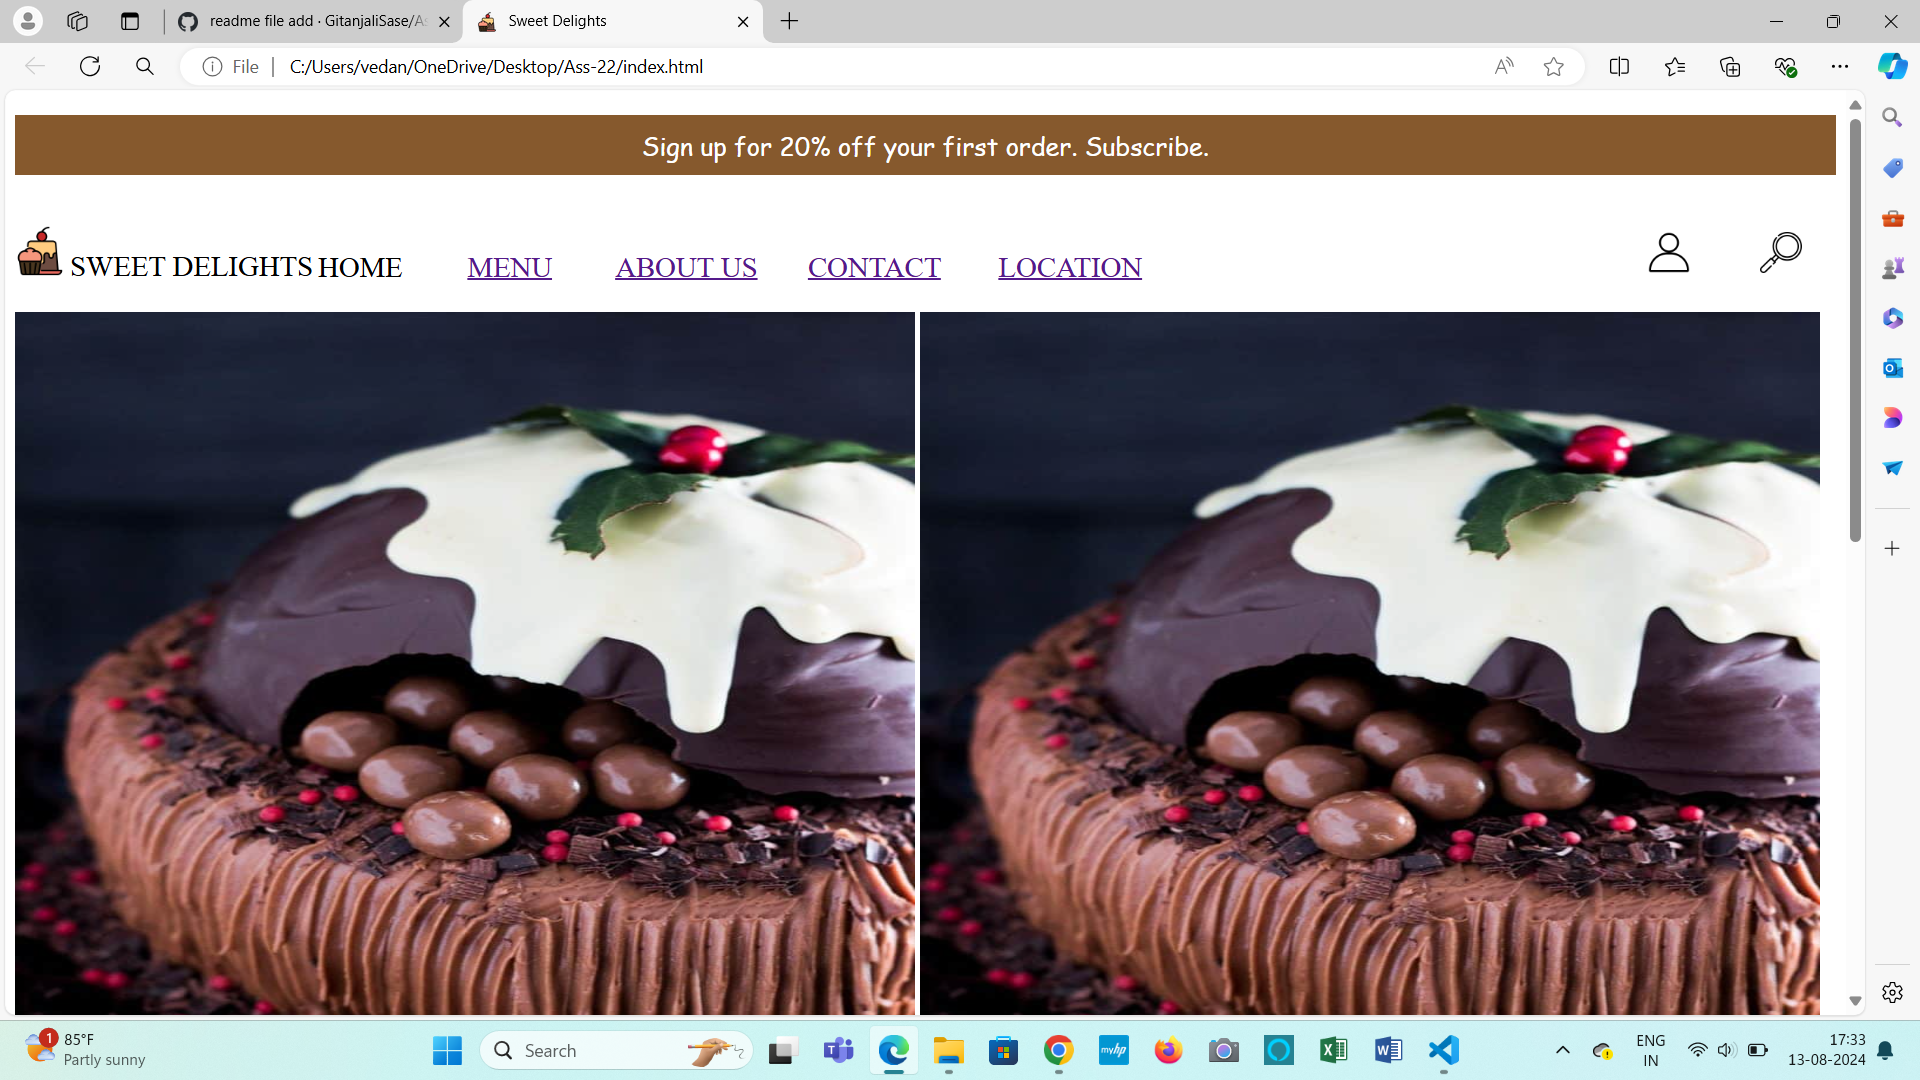 readme file add · GitanjaliSase/As
Sweet Delights
File
C:/Users/vedan/OneDrive/Desktop/Ass-22/index.html
Sign up for 20% off your first order. Subscribe.
SWEET DELIGHTS HOME MENU ABOUT US CONTACT LOCATION
1
85°F
Partly sunny
Search
myhp
ENG
IN
17:33
13-08-2024